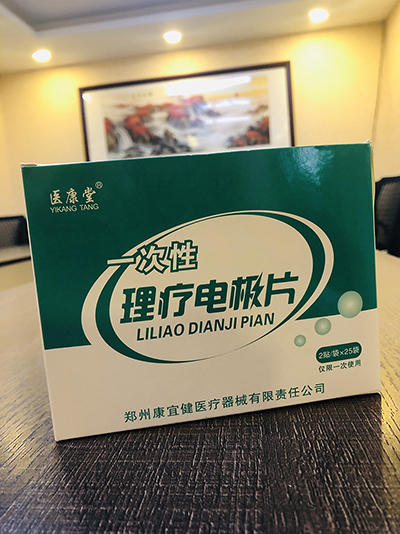 医康堂®
YIKANG TANG
一次性
理疗电极片
LILIAO DIANJI PIAN
2贴/袋×25袋
仅限一次使用
郑州康宜健医疗器械有限责任公司